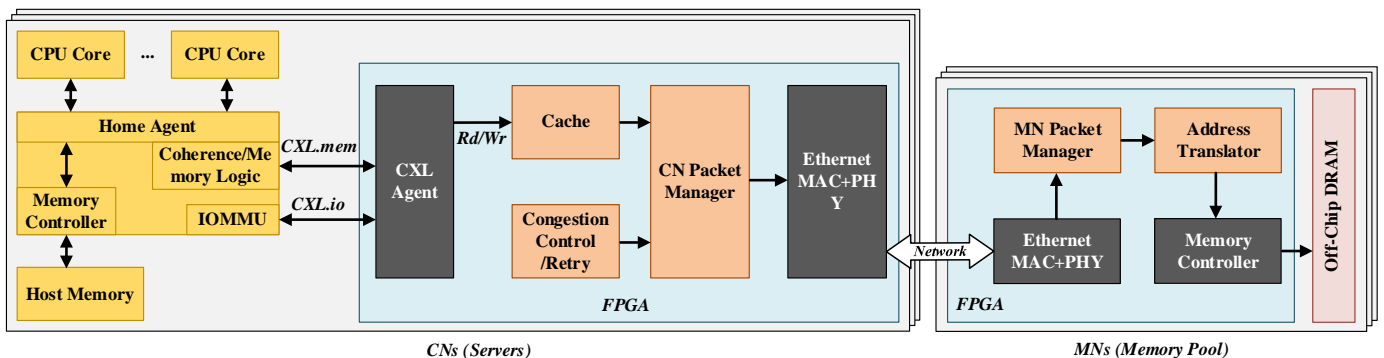 CPU Core
...
CPU Core
Home Agent
Coherence/Me
mory Logic
Memory
Controller
IOMMU
Host Memory
CXL.mem
CXL.io
CXL
Agent
Rd/Wr
Cache
Congestion
Control
/Retry
CN Packet
Manager
Ethernet
MAC+PH
Y
FPGA
CNs (Servers)
Network
MN Packet
Manager
Address
Translator
Ethernet
MAC+PHY
Memory
Controller
FPGA
Off-Chip DRAM
MNs (Memory Pool)